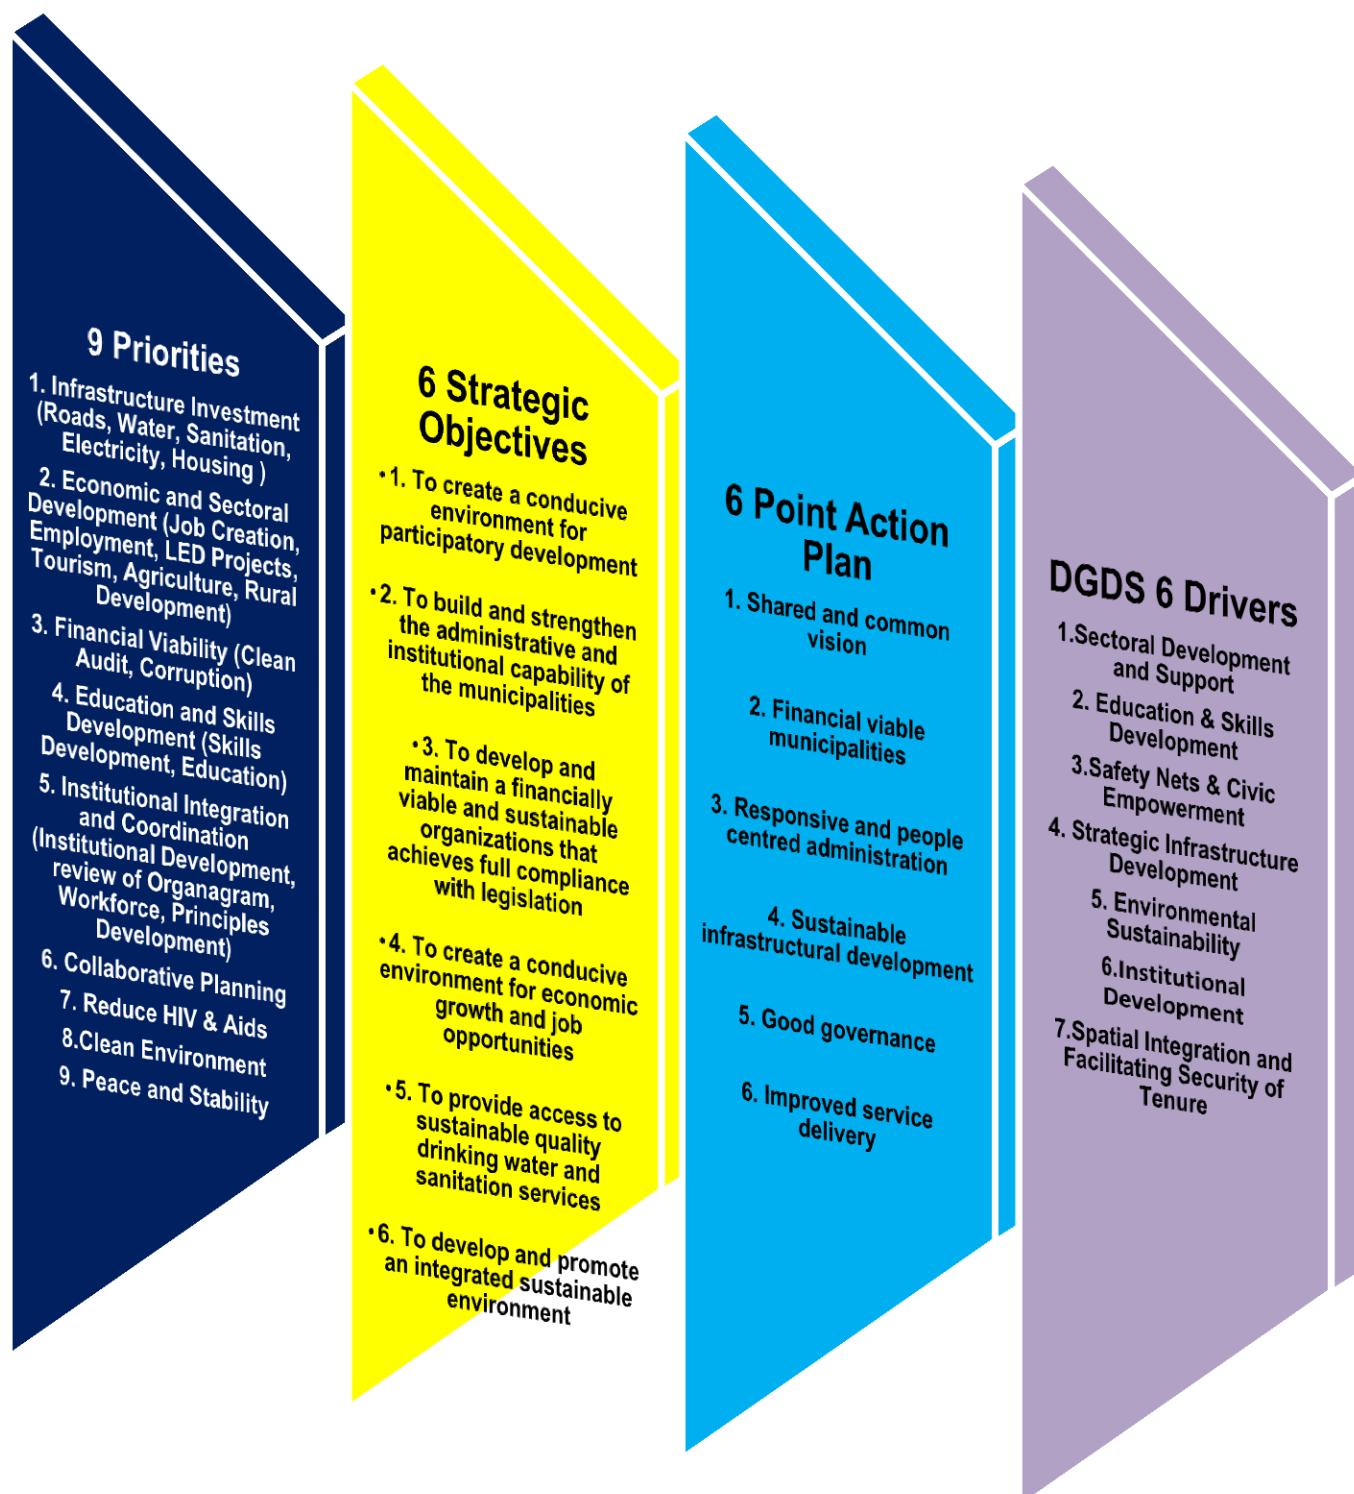 9 Priorities
1. Infrastructure Investment
(Roads, Water, Sanitation,
Electricity, Housing )
2. Economic and Sectoral
Development (Job Creation,
Employment, LED Projects,
Tourism, Agriculture, Rural
Development)
3. Financial Viability (Clean
Audit, Corruption)
4. Education and Skills
Development (Skills
Development, Education)
5. Institutional Integration
and Coordination
(Institutional Development,
review of Organagram,
Workforce, Principles
Development)
6. Collaborative Planning
7. Reduce HIV & Aids
8.Clean Environment
9. Peace and Stability
6 Strategic
Objectives
•1. To create a conducive
environment for
participatory development
•2. To build and strengthen
the administrative and
institutional capability of
the municipalities
•3. To develop and
maintain a financially
viable and sustainable
organizations that
achieves full compliance
with legislation
•4. To create a conducive
environment for economic
growth and job
opportunities
•5. To provide access to
sustainable quality
drinking water and
sanitation services
•6. To develop and promote
an integrated sustainable
environment
6 Point Action
Plan
1. Shared and common
vision
2. Financial viable
municipalities
3. Responsive and people
centred administration
4. Sustainable
infrastructural development
5. Good governance
6. Improved service
delivery
DGDS 6 Drivers
1.Sectoral Development
and Support
2. Education & Skills
Development
3.Safety Nets & Civic
Empowerment
4. Strategic Infrastructure
Development
5. Environmental
Sustainability
6.Institutional
Development
7.Spatial Integration and
Facilitating Security of
Tenure